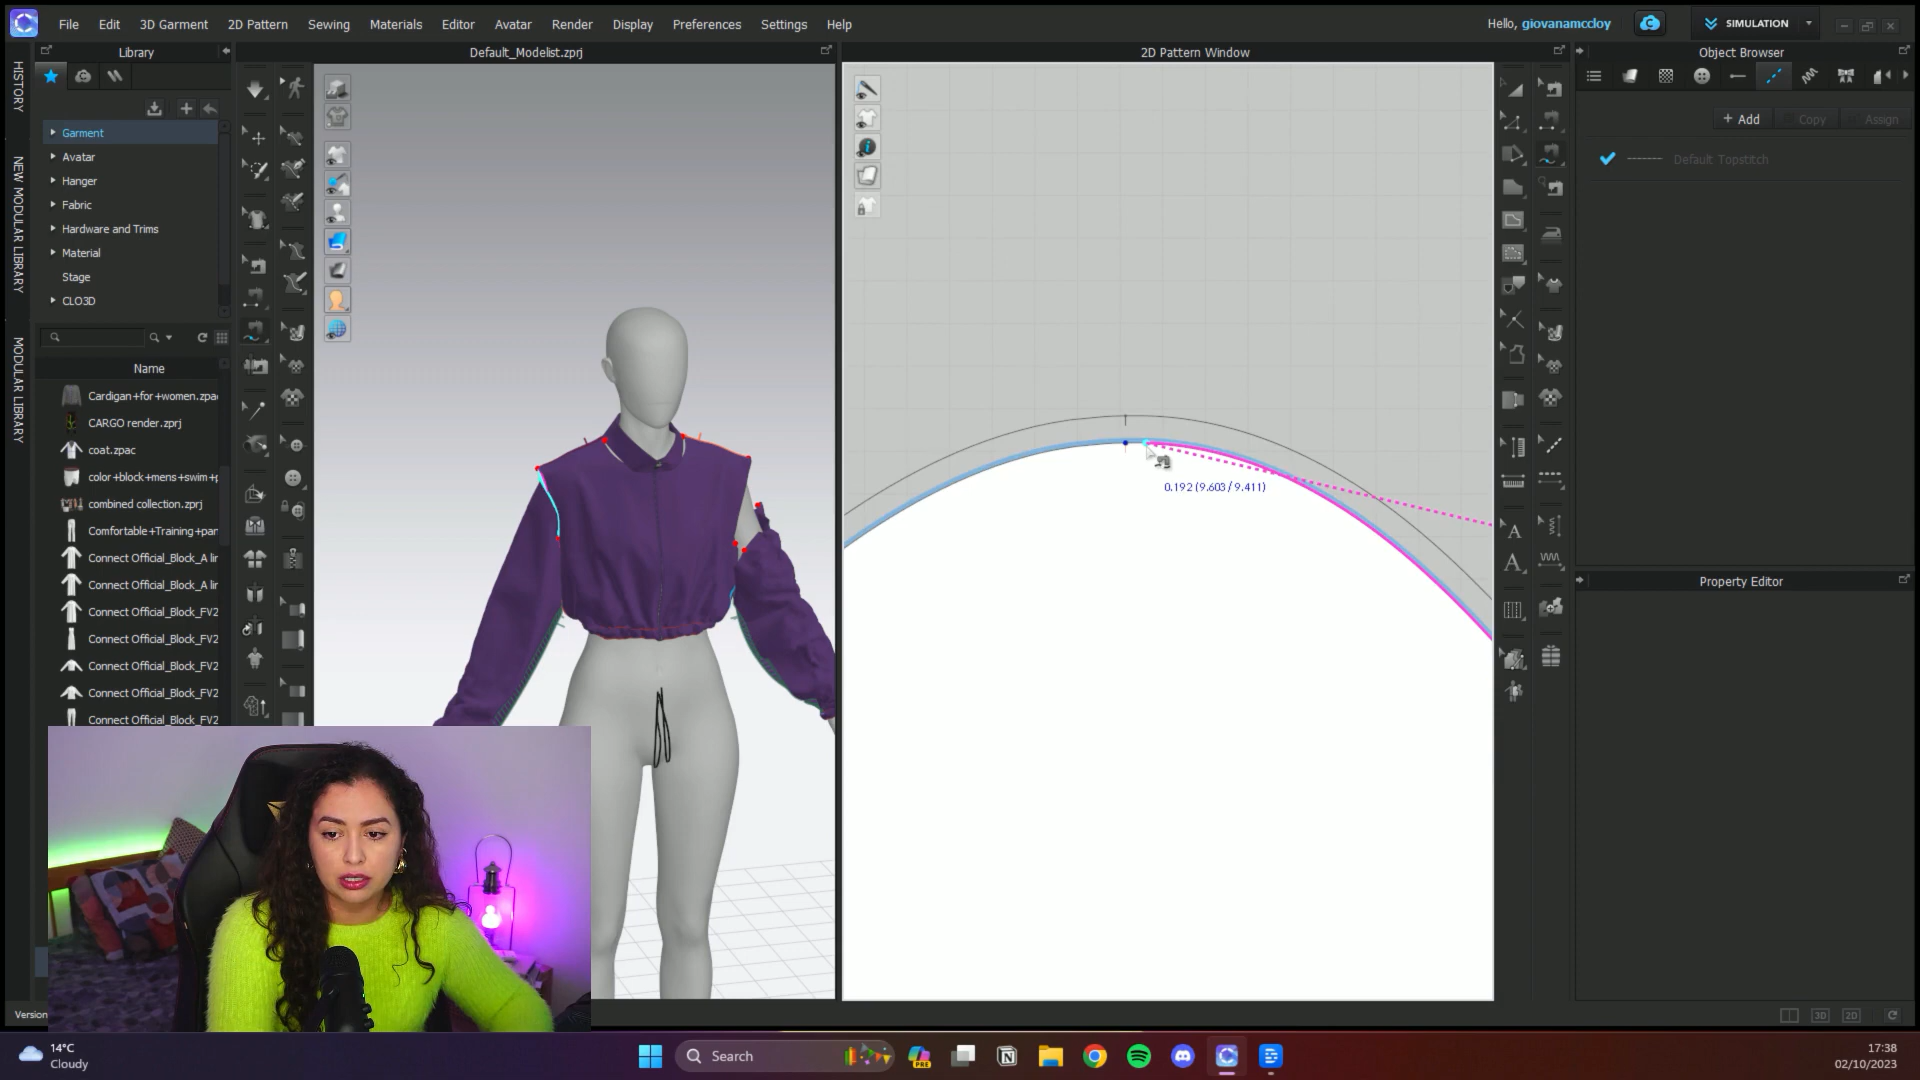 File Edit 3D Garment 2D Pattern Sewing Materials Editor Avatar Render Display Preferences Settings Help
Hello, giovanamccloy
SIMULATION
HISTORY
NEW MODULAR LIBRARY
MODULAR LIBRARY
Library
Garment
Avatar
Hanger
Fabric
Hardware and Trims
Material
Stage
CLO3D
Name
Cardigan+for+women.zpa
CARGO render.zprj
coat.zpac
color+block+mens+swim+
combined collection.zprj
Comfortable+Training+pan
Connect Official_Block_A lir
Connect Official_Block_A lir
Connect Official_Block_FV2
Connect Official_Block_FV2
Connect Official_Block_FV2
Connect Official_Block_FV2
Connect Official_Block_FV2
Version
Default_Modelist.zprj
2D Pattern Window
0.192 (9.603 / 9.411)
Object Browser
+ Add Copy Assign
Default Topstitch
Property Editor
3D 2D
14°C
Cloudy
Search
PRE
17:38
02/10/2023